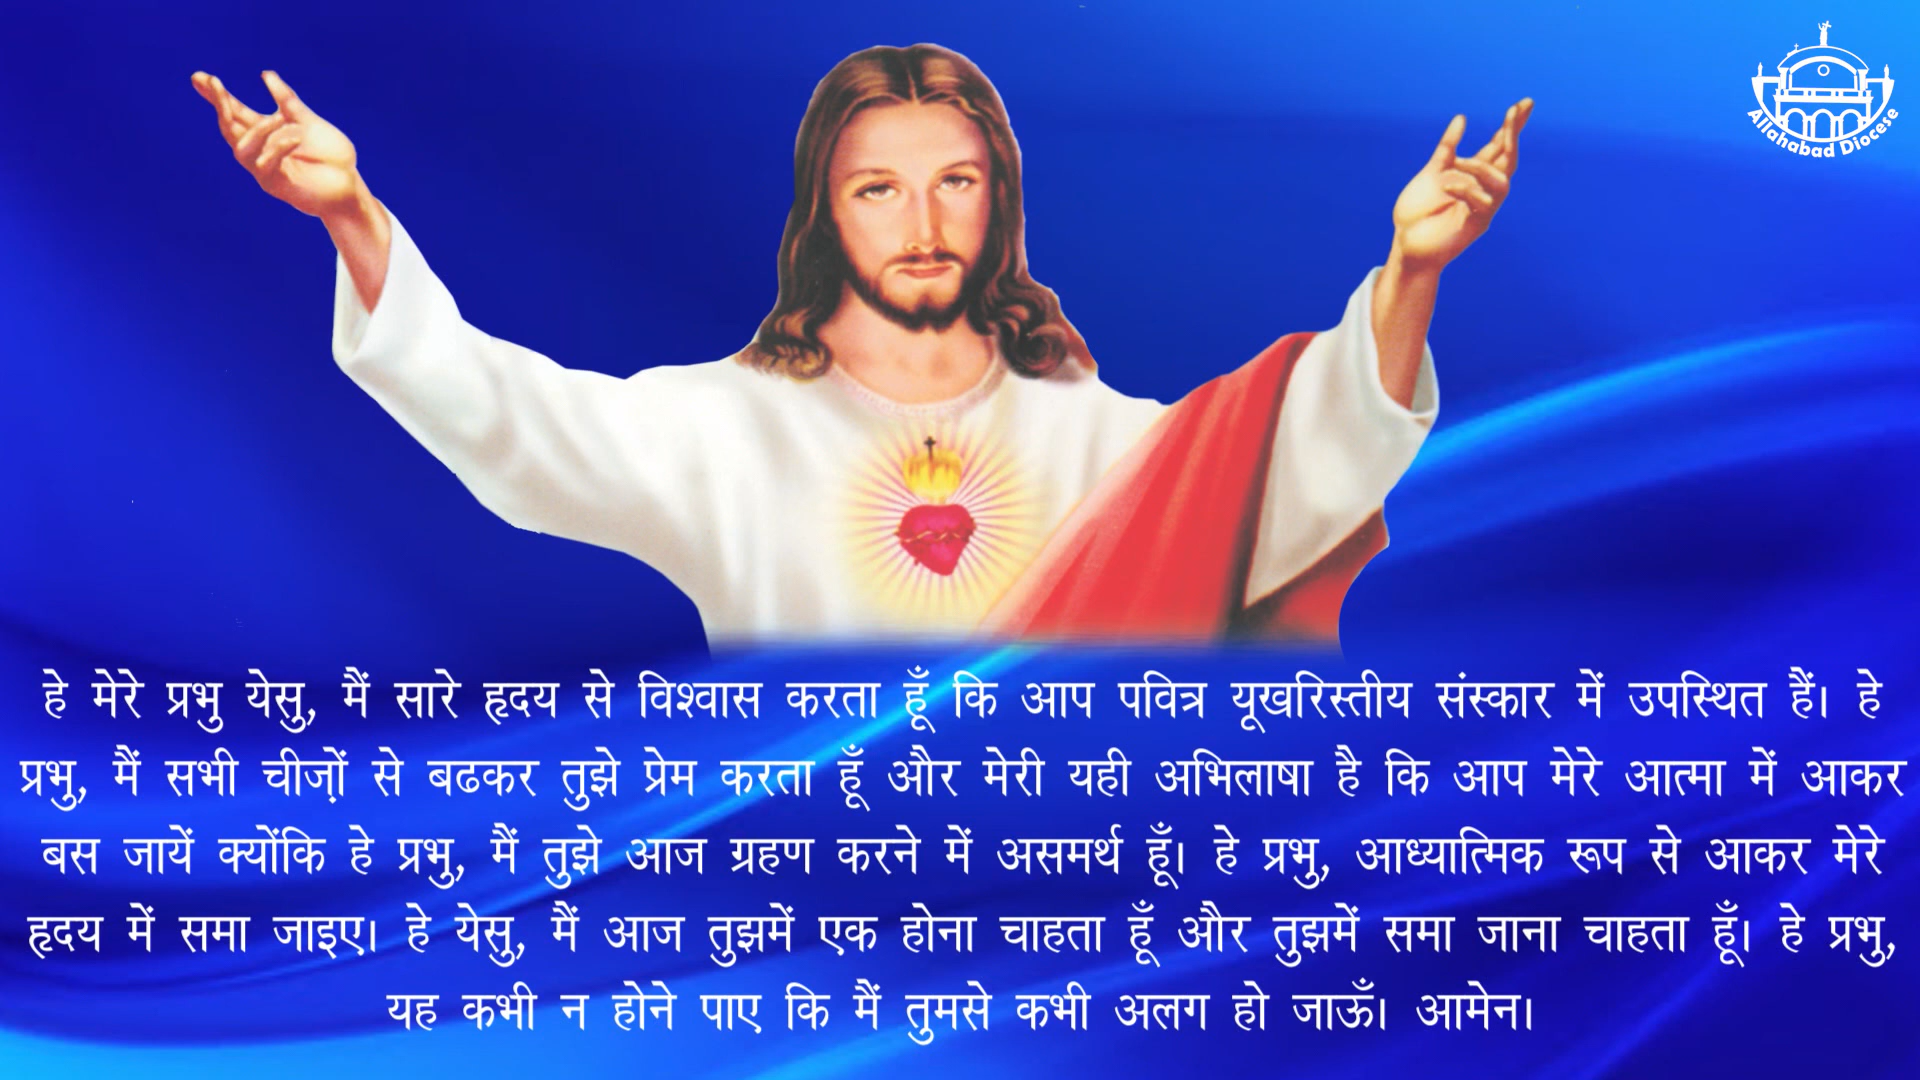 Allahabad Diocese
हे मेरे प्रभु येसु, मैं सारे हृदय से विश्वास करता हूँ कि आप पवित्र यूखरिस्तीय संस्कार में उपस्थित हैं। हे
प्रभु, मैं सभी चीज़ों से बढकर तुझे प्रेम करता हूँ और मेरी यही अभिलाषा है कि आप मेरे आत्मा में आकर
बस जायें क्योंकि हे प्रभु, मैं तुझे आज ग्रहण करने में असमर्थ हूँ। हे प्रभु, आध्यात्मिक रूप से आकर मेरे
हृदय में समा जाइए। हे येसु, मैं आज तुझमें एक होना चाहता हूँ और तुझमें समा जाना चाहता हूँ। हे प्रभु,
यह कभी न होने पाए कि मैं तुमसे कभी अलग हो जाऊँ। आमेन।